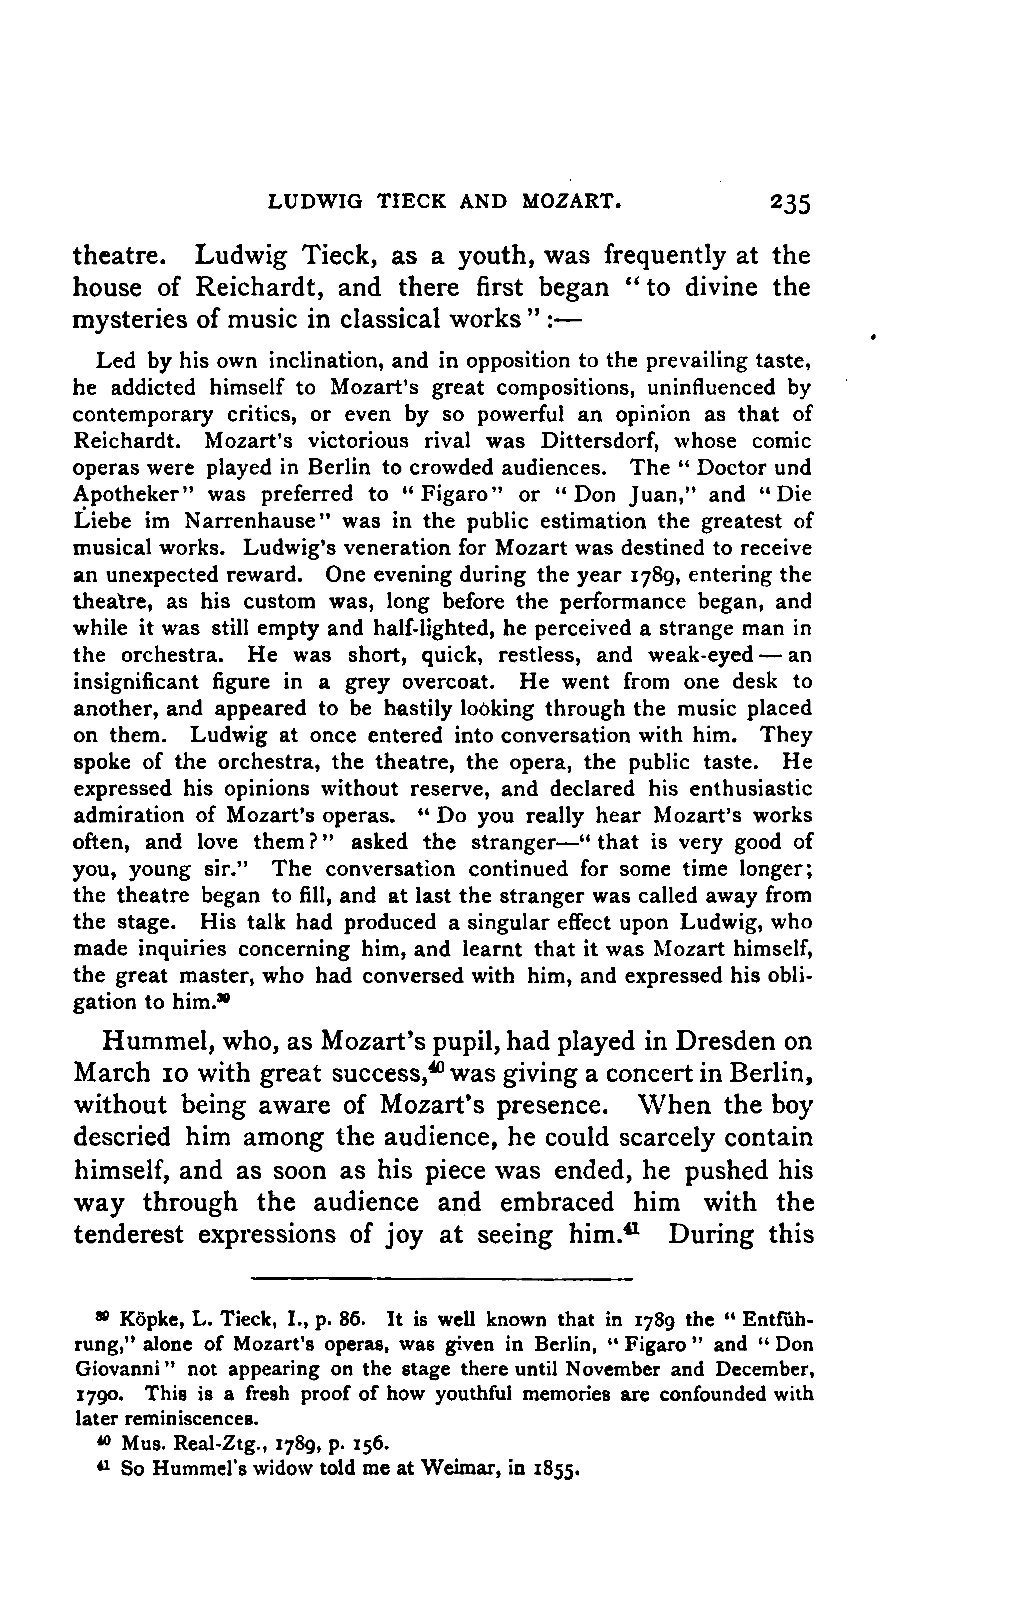 LUDWIG TIECK AND MOZART. 235
theatre. Ludwig Tieck, as a youth, was frequently at the
house of Reichardt, and there first began “to divine the
mysteries of music in classical works”:—
Led by his own inclination, and in opposition to the prevailing taste,
he addicted himself to Mozart's great compositions, uninfluenced by
contemporary critics, or even by so powerful an opinion as that of
Reichardt. Mozart's victorious rival was Dittersdorf, whose comic
operas were played in Berlin to crowded audiences. The “Doctor und
Apotheker” was preferred to “Figaro” or “Don Juan,” and “Die
Liebe im Narrenhause” was in the public estimation the greatest of
musical works. Ludwig's veneration for Mozart was destined to receive
an unexpected reward. One evening during the year 1789, entering the
theatre, as his custom was, long before the performance began, and
while it was still empty and half-lighted, he perceived a strange man in
the orchestra. He was short, quick, restless, and weak-eyed—an
insignificant figure in a grey overcoat. He went from one desk to
another, and appeared to be hastily looking through the music placed
on them. Ludwig at once entered into conversation with him. They
spoke of the orchestra, the theatre, the opera, the public taste. He
expressed his opinions without reserve, and declared his enthusiastic
admiration of Mozart's operas. “Do you really hear Mozart's works
often, and love them?” asked the stranger—“that is very good of
you, young sir.” The conversation continued for some time longer;
the theatre began to fill, and at last the stranger was called away from
the stage. His talk had produced a singular effect upon Ludwig, who
made inquiries concerning him, and learnt that it was Mozart himself,
the great master, who had conversed with him, and expressed his obli-
gation to him.³⁹
Hummel, who, as Mozart's pupil, had played in Dresden on
March 10 with great success,⁴⁰ was giving a concert in Berlin,
without being aware of Mozart's presence. When the boy
descried him among the audience, he could scarcely contain
himself, and as soon as his piece was ended, he pushed his
way through the audience and embraced him with the
tenderest expressions of joy at seeing him.⁴¹ During this
³⁹ Köpke, L. Tieck, I., p. 86. It is well known that in 1789 the “Entfüh-
rung,” alone of Mozart's operas, was given in Berlin, “Figaro” and “Don
Giovanni” not appearing on the stage there until November and December,
1790. This is a fresh proof of how youthful memories are confounded with
later reminiscences.
⁴⁰ Mus. Real-Ztg., 1789, p. 156.
⁴¹ So Hummel's widow told me at Weimar, in 1855.